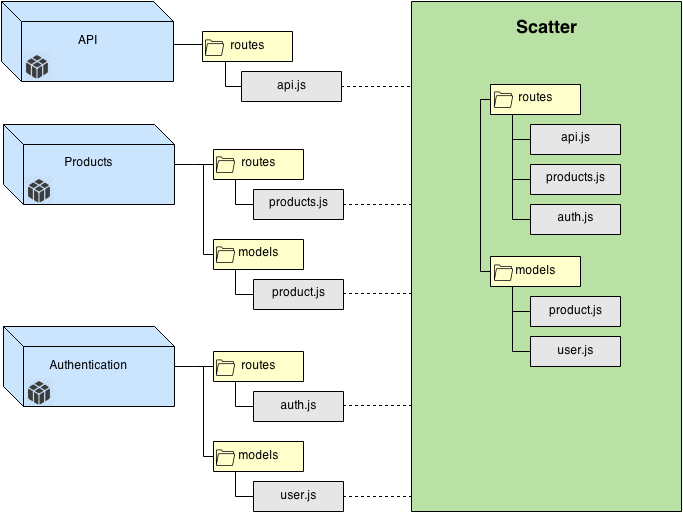 API
routes
api.js
Products
routes
products.js
models
product.js
Authentication
routes
auth.js
models
user.js
Scatter
routes
api.js
products.js
auth.js
models
product.js
user.js